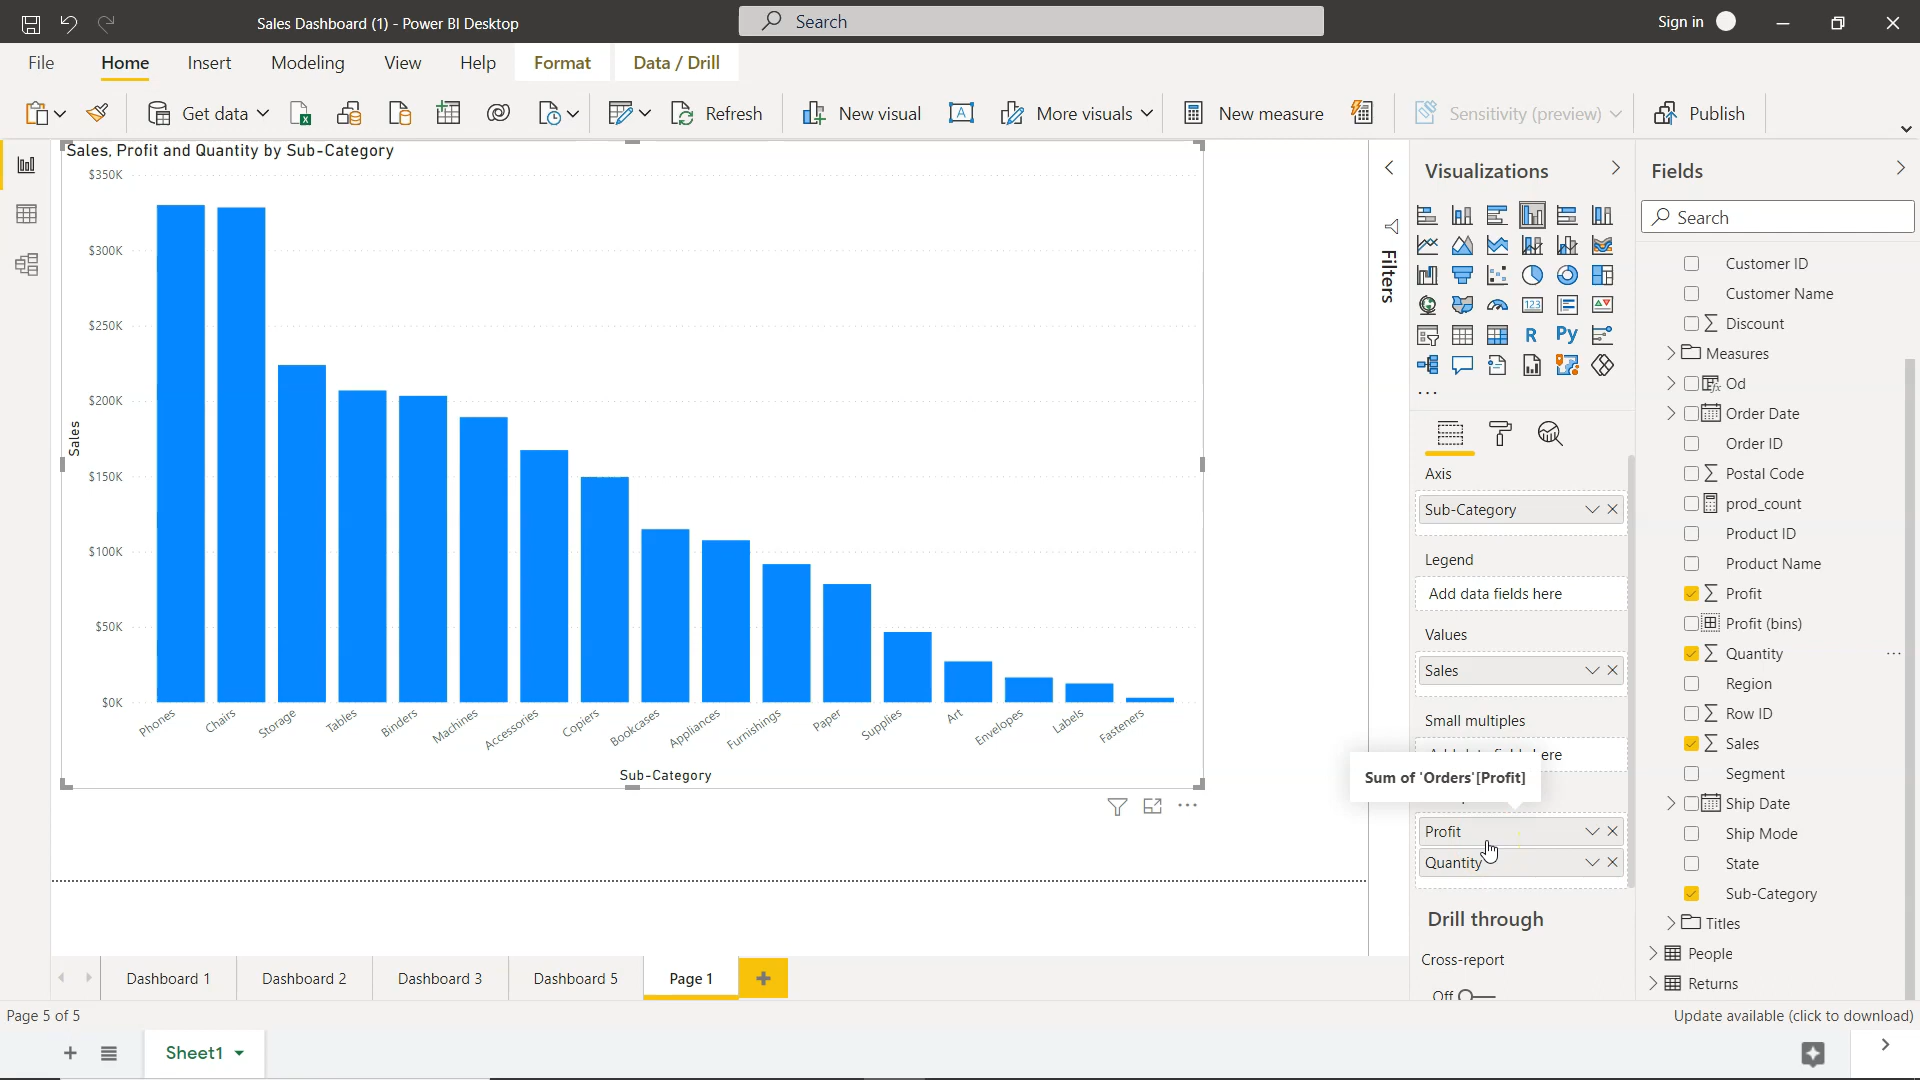 Sales Dashboard (1) - Power BI Desktop
Search
Sign in
File
Home
Insert
Modeling
View
Help
Format
Data / Drill
Get data
Refresh
New visual
More visuals
New measure
Sensitivity (preview)
Publish
Sales, Profit and Quantity by Sub-Category
$350K
$300K
$250K
$200K
$150K
$100K
$50K
$0K
Sales
Phones
Chairs
Storage
Tables
Binders
Machines
Accessories
Copiers
Bookcases
Appliances
Furnishings
Paper
Supplies
Art
Envelopes
Labels
Fasteners
Sub-Category
Filters
Visualizations
123
R
Py
Axis
Sub-Category
Legend
Add data fields here
Values
Sales
Small multiples
ere
Sum of 'Orders'[Profit]
Profit
Quantity
Drill through
Cross-report
Off
Fields
Search
Customer ID
Customer Name
Discount
Measures
Od
Order Date
Order ID
Postal Code
prod_count
Product ID
Product Name
Profit
Profit (bins)
Quantity
Region
Row ID
Sales
Segment
Ship Date
Ship Mode
State
Sub-Category
Titles
People
Returns
Dashboard 1
Dashboard 2
Dashboard 3
Dashboard 5
Page 1
Page 5 of 5
Update available (click to download)
Sheet1